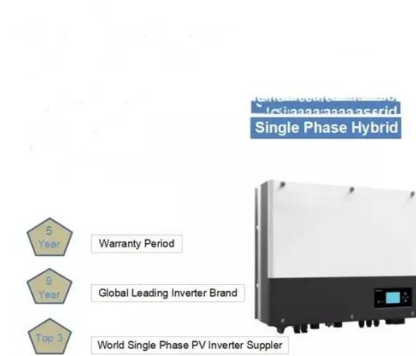 Single Phase Hybrid
5
Year
Warranty Period
9
Year
Global Leading Inverter Brand
Top 3
World Single Phase PV Inverter Suppler